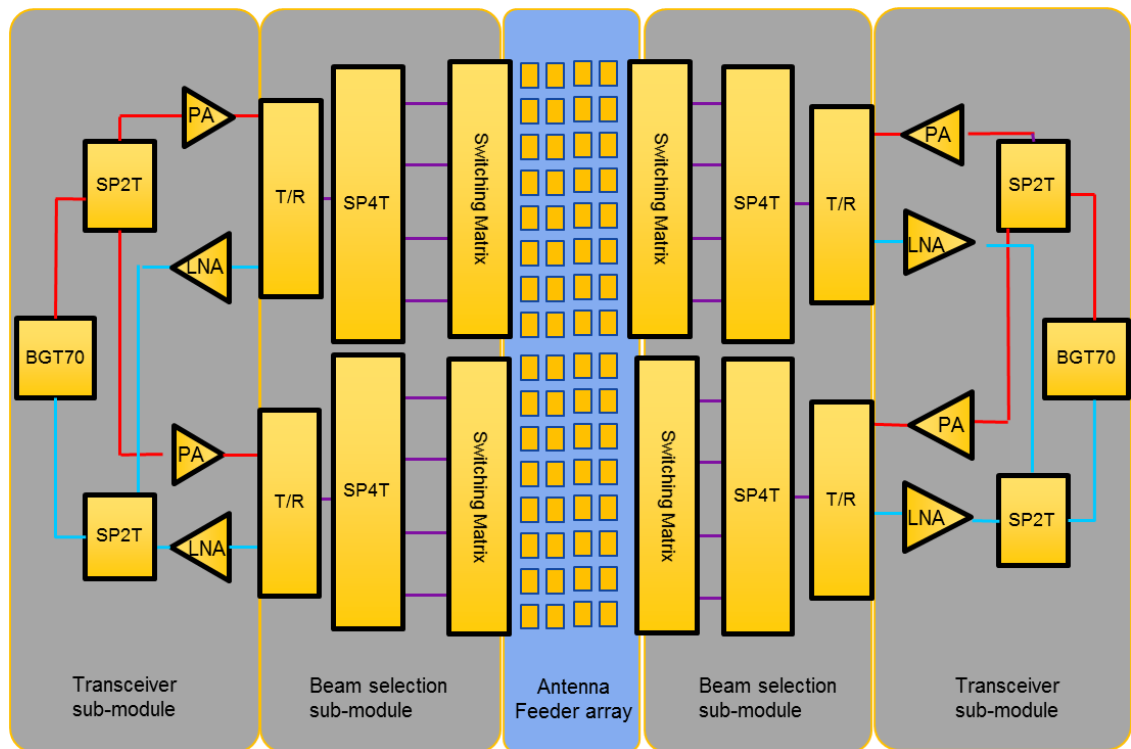 PA
SP2T
T/R
SP4T
Switching Matrix
LNA
BGT70
PA
SP2T
LNA
T/R
SP4T
Switching Matrix
Switching Matrix
SP4T
T/R
PA
SP2T
LNA
BGT70
Switching Matrix
SP4T
T/R
PA
LNA
SP2T
Transceiver
sub-module
Beam selection
sub-module
Antenna
Feeder array
Beam selection
sub-module
Transceiver
sub-module